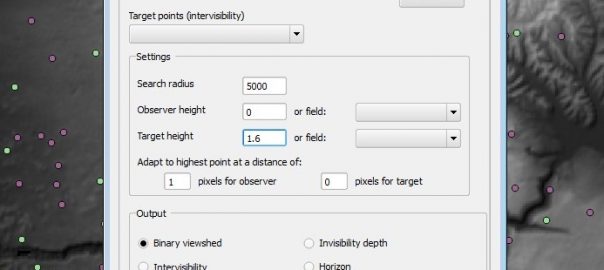 Target points (intervisibility)
Settings
Search radius 5000
Observer height 0 or field:
Target height 1.6 or field:
Adapt to highest point at a distance of:
1 pixels for observer 0 pixels for target
Output
Binary viewshed Invisibility depth
Intervisibility Horizon